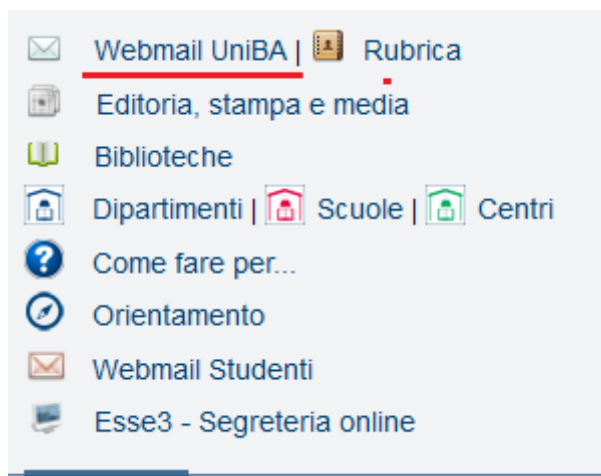 Webmail UniBA | Rubrica
Editoria, stampa e media
Biblioteche
Dipartimenti | Scuole | Centri
Come fare per...
Orientamento
Webmail Studenti
Esse3 - Segreteria online